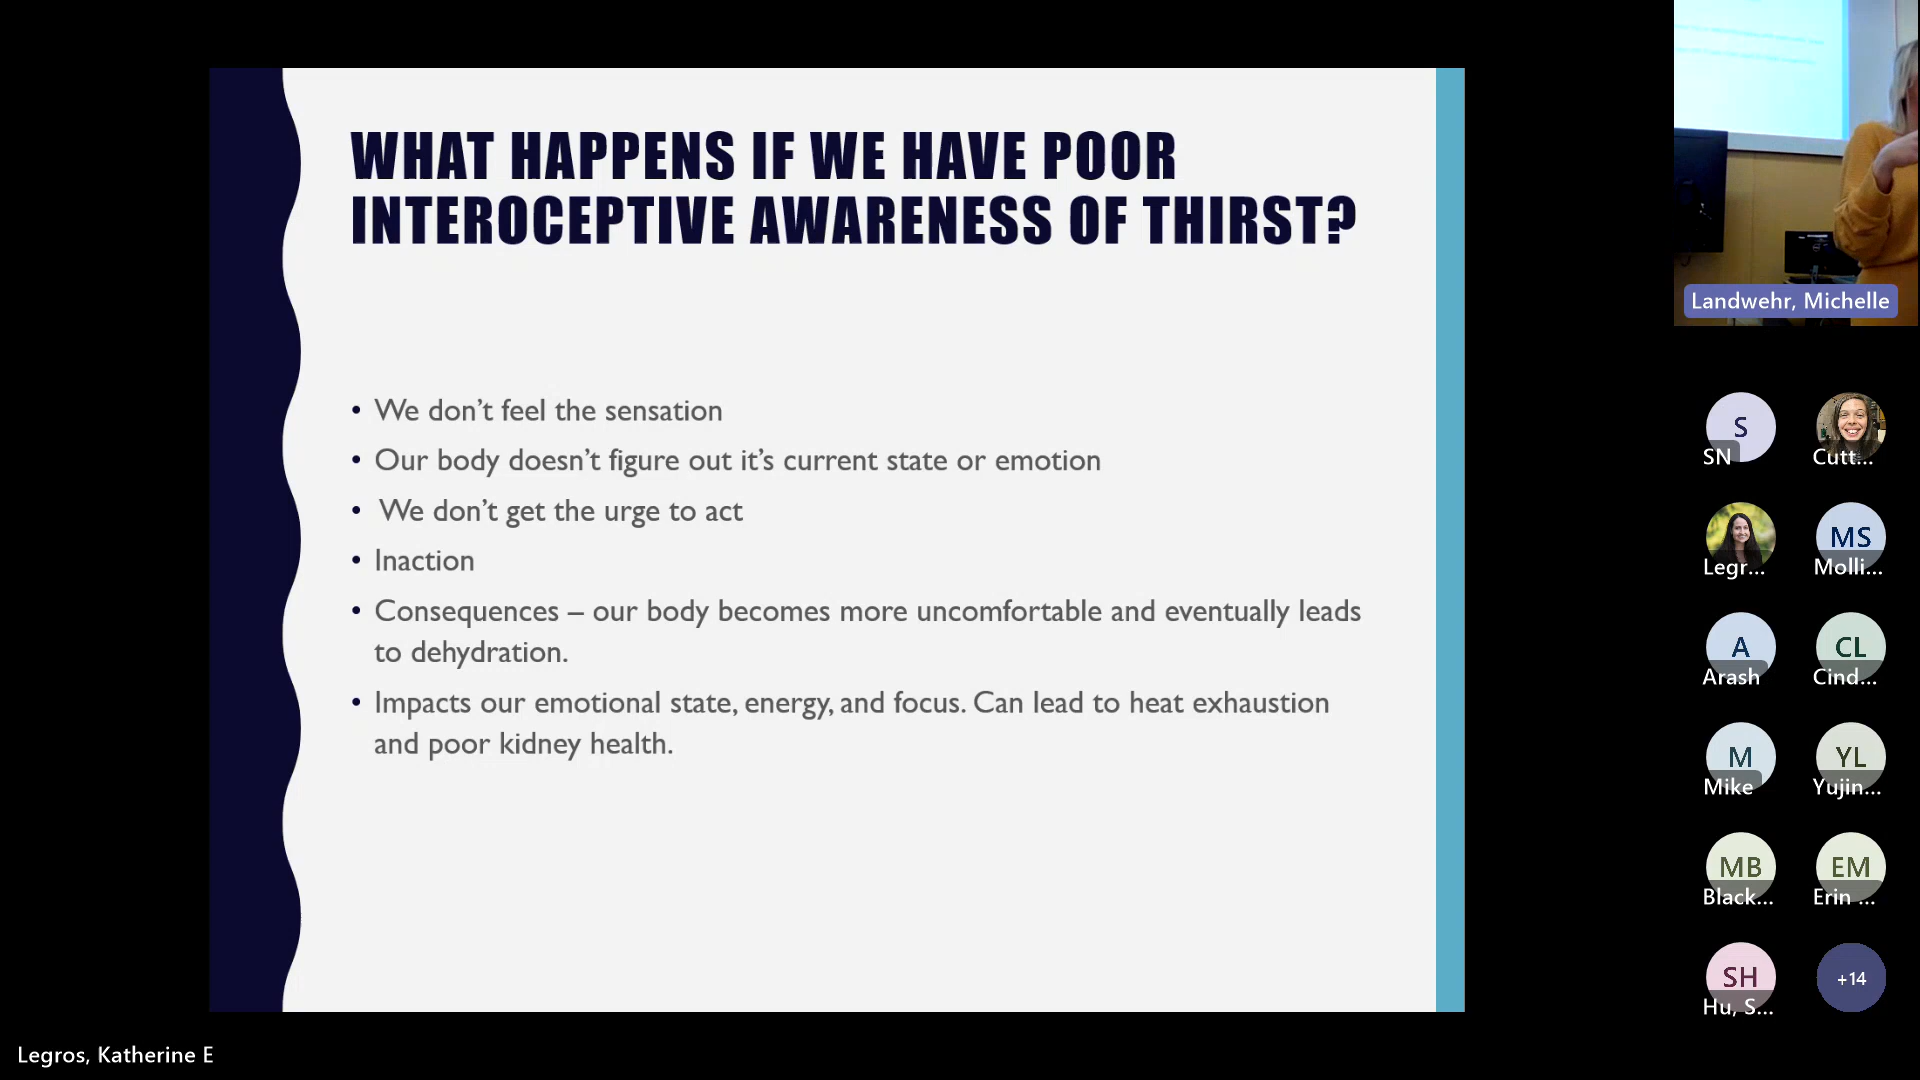 WHAT HAPPENS IF WE HAVE POOR
INTEROCEPTIVE AWARENESS OF THIRST?
• We don’t feel the sensation
• Our body doesn’t figure out it’s current state or emotion
• We don’t get the urge to act
• Inaction
• Consequences – our body becomes more uncomfortable and eventually leads
to dehydration.
• Impacts our emotional state, energy, and focus. Can lead to heat exhaustion
and poor kidney health.
Landwehr, Michelle
S
SN
Cutt...
Legr...
MS
Molli...
A
Arash
CL
Cind...
M
Mike
YL
Yujin...
MB
Black...
EM
Erin ...
SH
Hu, S...
+14
Legros, Katherine E